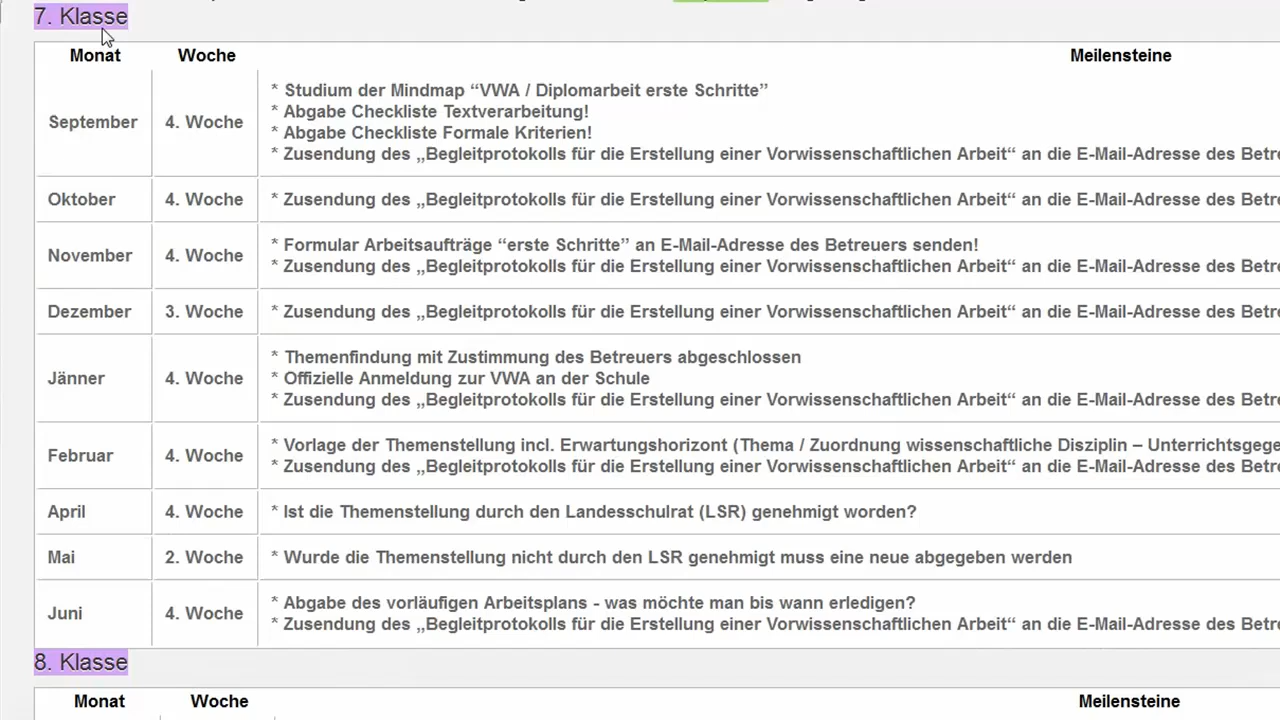 7. Klasse
Monat Woche Meilensteine
September 4. Woche
* Studium der Mindmap “VWA / Diplomarbeit erste Schritte”
* Abgabe Checkliste Textverarbeitung!
* Abgabe Checkliste Formale Kriterien!
* Zusendung des „Begleitprotokolls für die Erstellung einer Vorwissenschaftlichen Arbeit“ an die E-Mail-Adresse des Betre
Oktober 4. Woche
* Zusendung des „Begleitprotokolls für die Erstellung einer Vorwissenschaftlichen Arbeit“ an die E-Mail-Adresse des Betre
November 4. Woche
* Formular Arbeitsaufträge “erste Schritte” an E-Mail-Adresse des Betreuers senden!
* Zusendung des „Begleitprotokolls für die Erstellung einer Vorwissenschaftlichen Arbeit“ an die E-Mail-Adresse des Betre
Dezember 3. Woche
* Zusendung des „Begleitprotokolls für die Erstellung einer Vorwissenschaftlichen Arbeit“ an die E-Mail-Adresse des Betre
Jänner 4. Woche
* Themenfindung mit Zustimmung des Betreuers abgeschlossen
* Offizielle Anmeldung zur VWA an der Schule
* Zusendung des „Begleitprotokolls für die Erstellung einer Vorwissenschaftlichen Arbeit“ an die E-Mail-Adresse des Betre
Februar 4. Woche
* Vorlage der Themenstellung incl. Erwartungshorizont (Thema / Zuordnung wissenschaftliche Disziplin – Unterrichtsgege
* Zusendung des „Begleitprotokolls für die Erstellung einer Vorwissenschaftlichen Arbeit“ an die E-Mail-Adresse des Betre
April 4. Woche
* Ist die Themenstellung durch den Landesschulrat (LSR) genehmigt worden?
Mai 2. Woche
* Wurde die Themenstellung nicht durch den LSR genehmigt muss eine neue abgegeben werden
Juni 4. Woche
* Abgabe des vorläufigen Arbeitsplans - was möchte man bis wann erledigen?
* Zusendung des „Begleitprotokolls für die Erstellung einer Vorwissenschaftlichen Arbeit“ an die E-Mail-Adresse des Betre
8. Klasse
Monat Woche Meilensteine